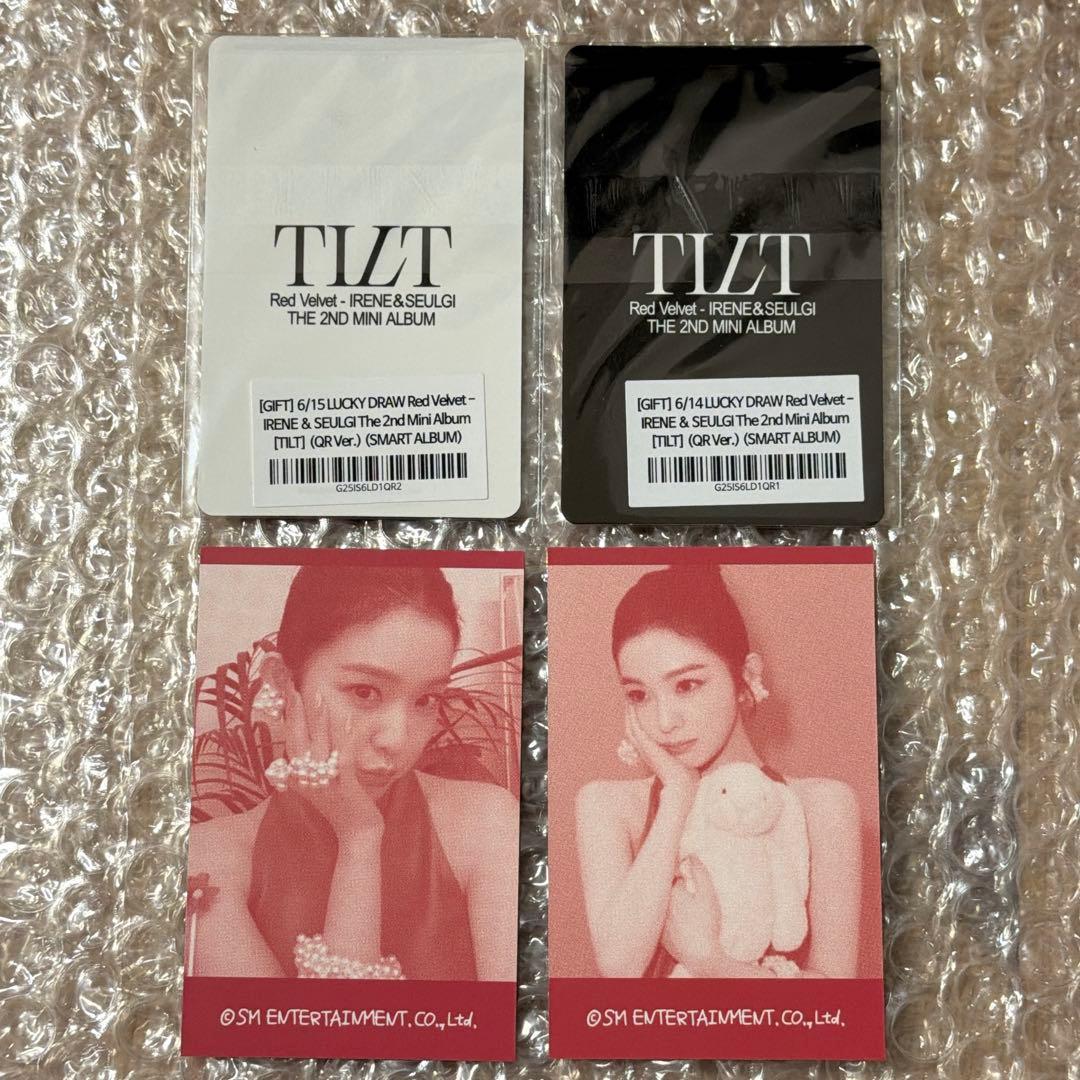 TILT
Red Velvet - IRENE&SEULGI
THE 2ND MINI ALBUM
[GIFT] 6/15 LUCKY DRAW Red Velvet –
IRENE & SEULGI The 2nd Mini Album
[TILT] (QR Ver.) (SMART ALBUM)
G25IS6LD1QR2
TILT
Red Velvet - IRENE&SEULGI
THE 2ND MINI ALBUM
[GIFT] 6/14 LUCKY DRAW Red Velvet –
IRENE & SEULGI The 2nd Mini Album
[TILT] (QR Ver.) (SMART ALBUM)
G25IS6LD1QR1
©SM ENTERTAINMENT.CO.,Ltd.
©SM ENTERTAINMENT.CO.,Ltd.